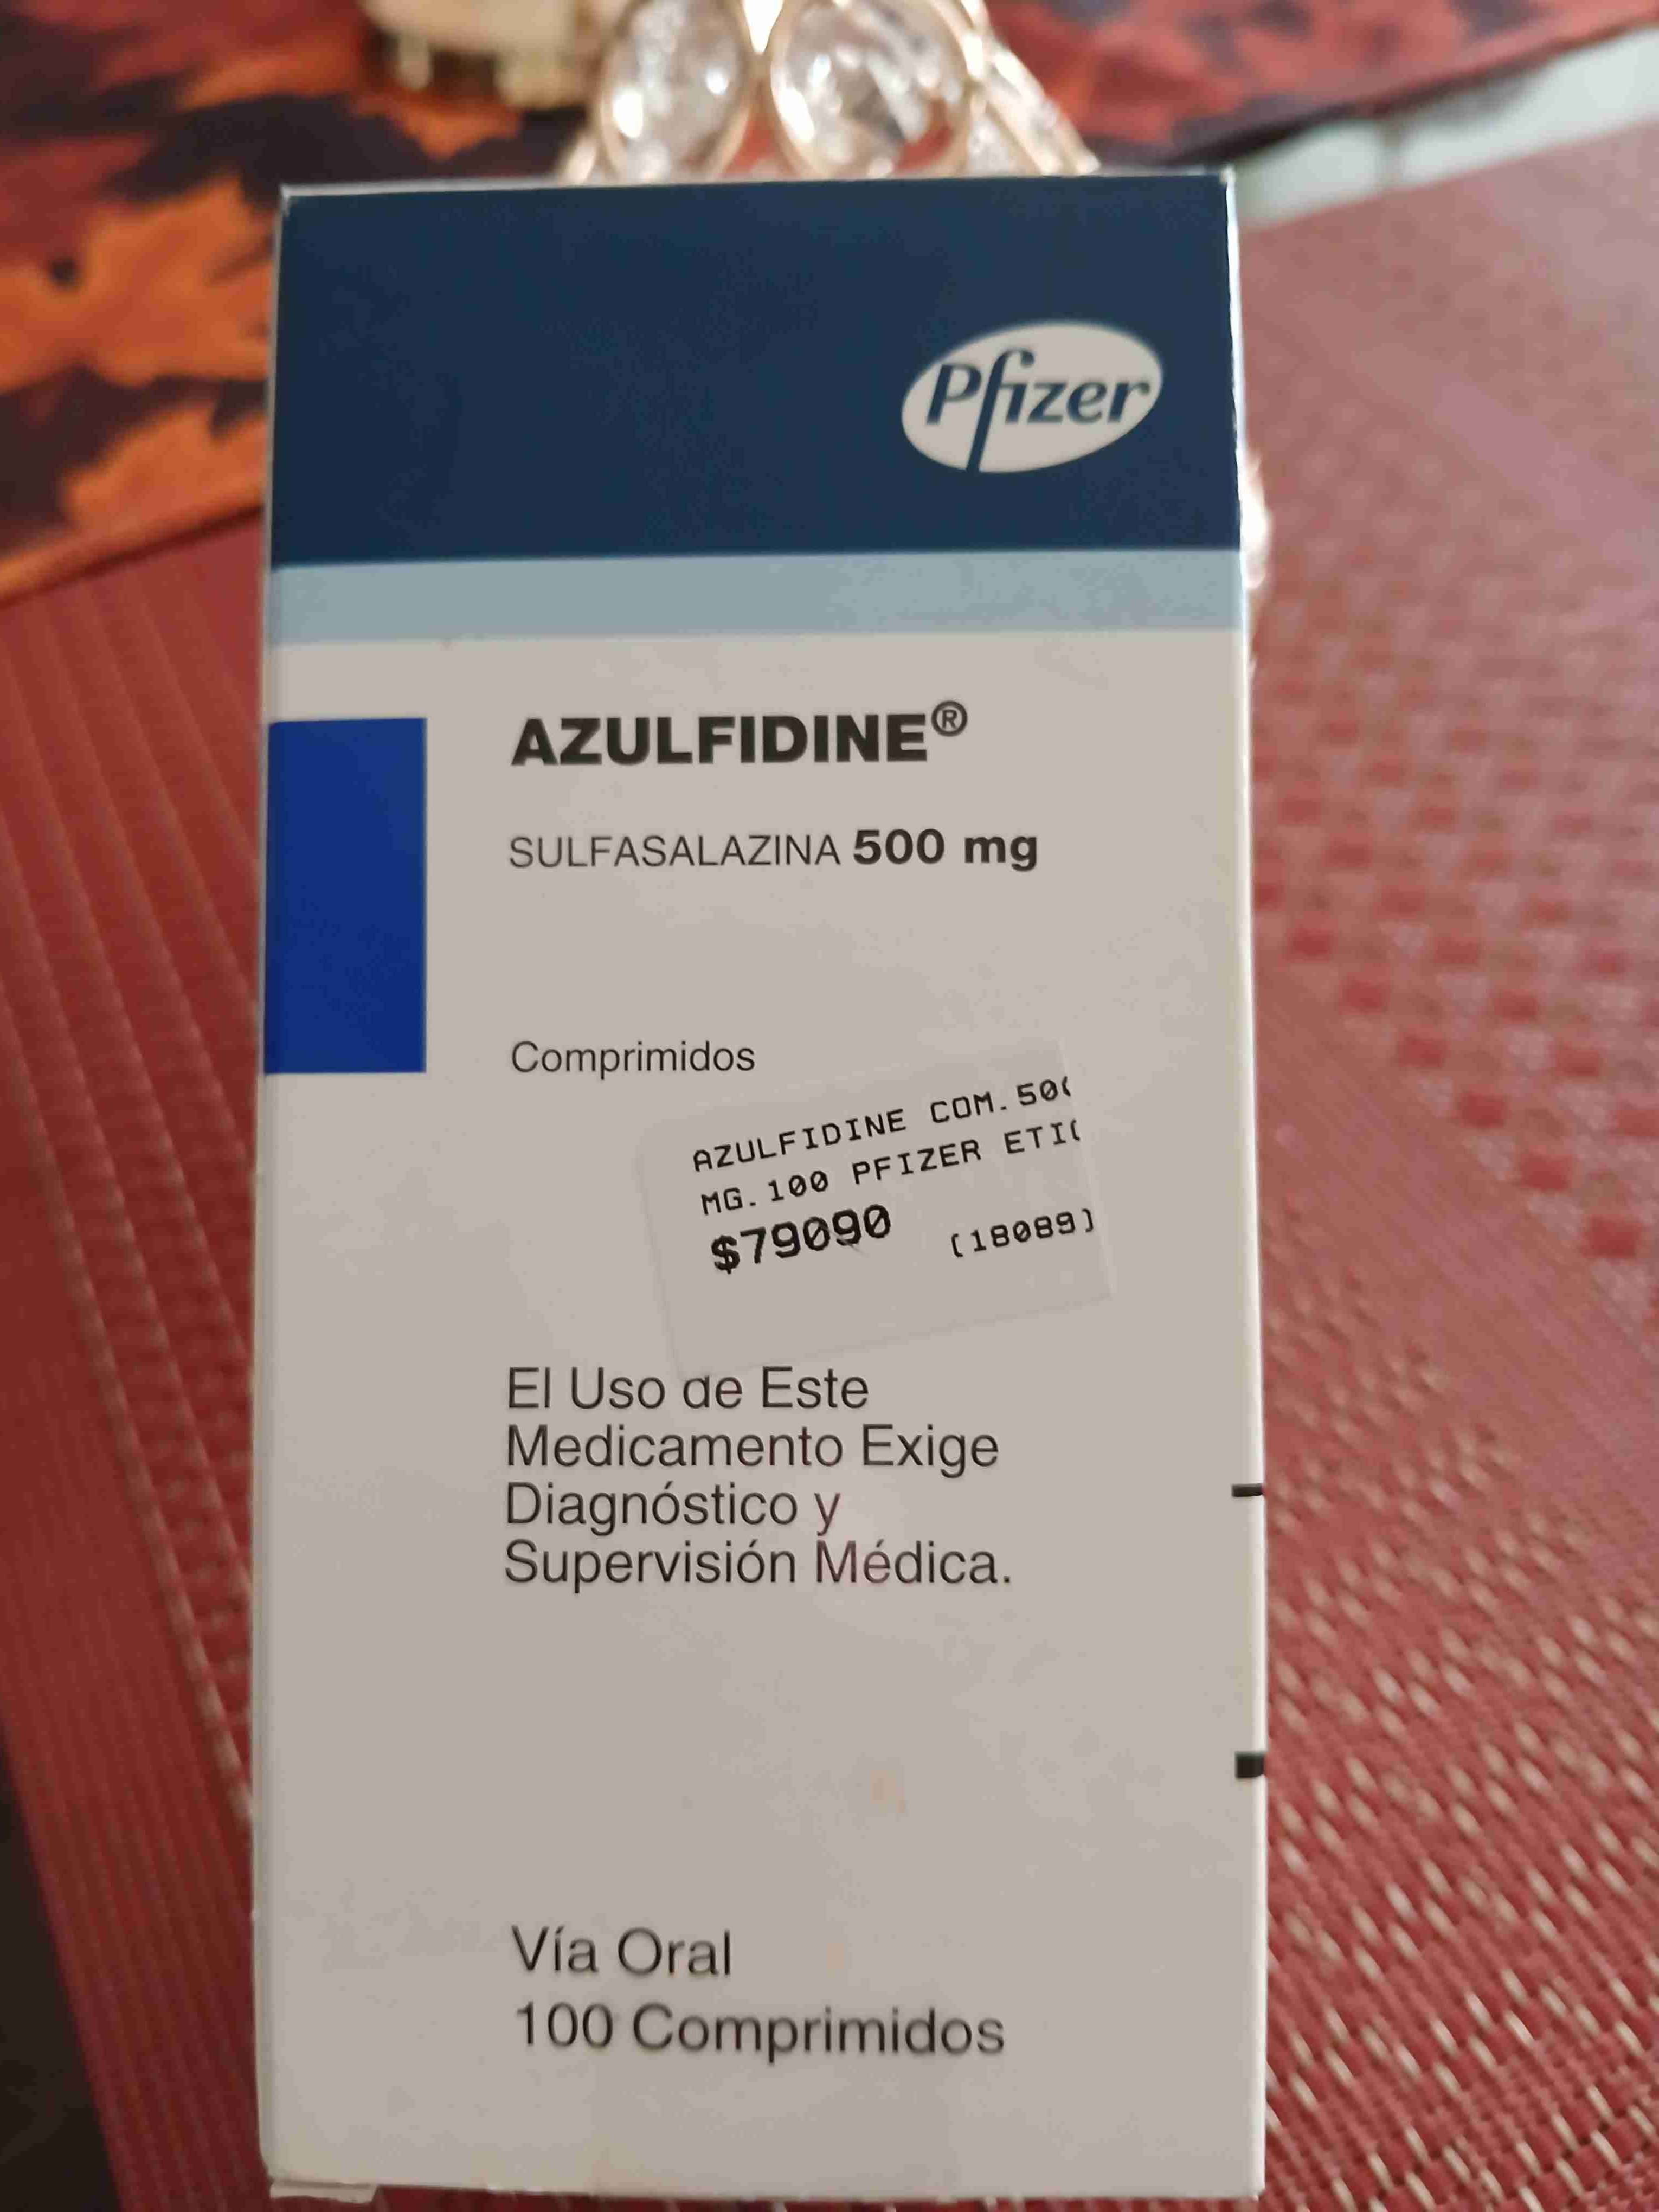 Pfizer
AZULFIDINE®
SULFASALAZINA 500 mg
Comprimidos
AZULFIDINE COM. 50
MG. 100 PFIZER ETI
$79090 (18089)
El Uso de Este
Medicamento Exige
Diagnóstico y
Supervisión Médica.
Vía Oral
100 Comprimidos